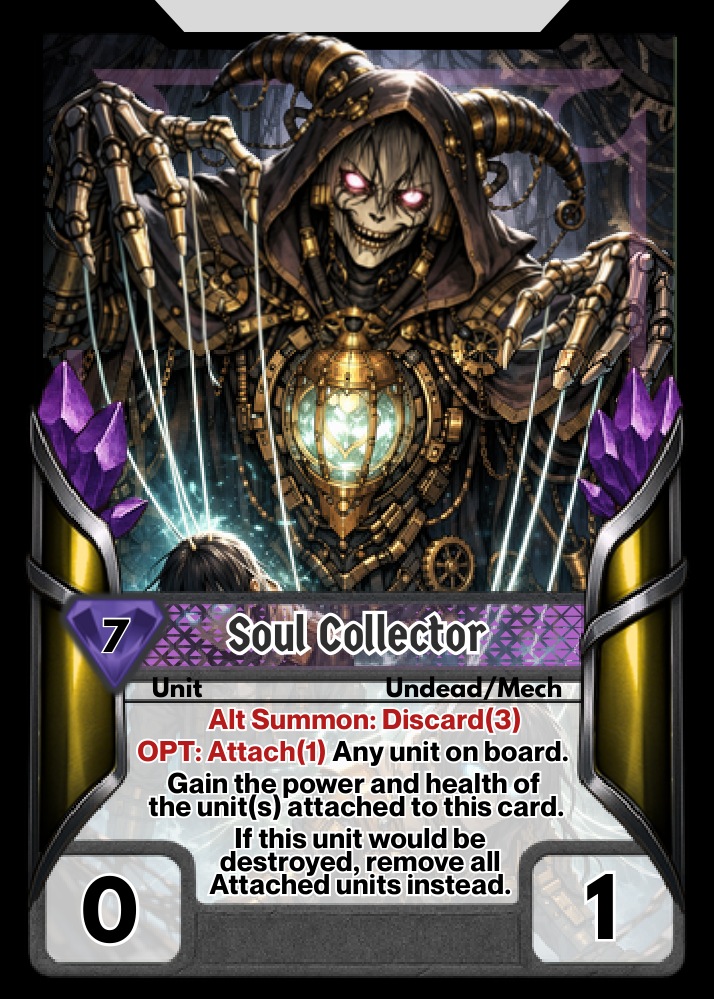 7 Soul Collector
Unit Undead/Mech
Alt Summon: Discard(3)
OPT: Attach(1) Any unit on board.
Gain the power and health of
the unit(s) attached to this card.
If this unit would be
destroyed, remove all
Attached units instead.
0 1